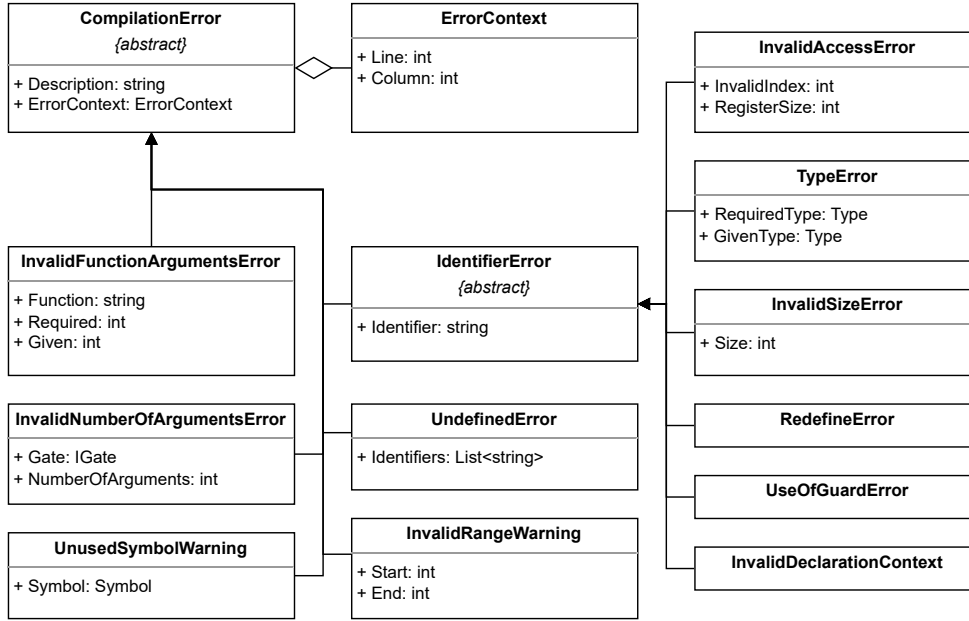 CompilationError
{abstract}
+ Description: string
+ ErrorContext: ErrorContext
ErrorContext
+ Line: int
+ Column: int
InvalidAccessError
+ InvalidIndex: int
+ RegisterSize: int
TypeError
+ RequiredType: Type
+ GivenType: Type
InvalidFunctionArgumentsError
+ Function: string
+ Required: int
+ Given: int
IdentifierError
{abstract}
+ Identifier: string
InvalidSizeError
+ Size: int
InvalidNumberOfArgumentsError
+ Gate: IGate
+ NumberOfArguments: int
UndefinedError
+ Identifiers: List<string>
RedefineError
UseOfGuardError
UnusedSymbolWarning
+ Symbol: Symbol
InvalidRangeWarning
+ Start: int
+ End: int
InvalidDeclarationContext